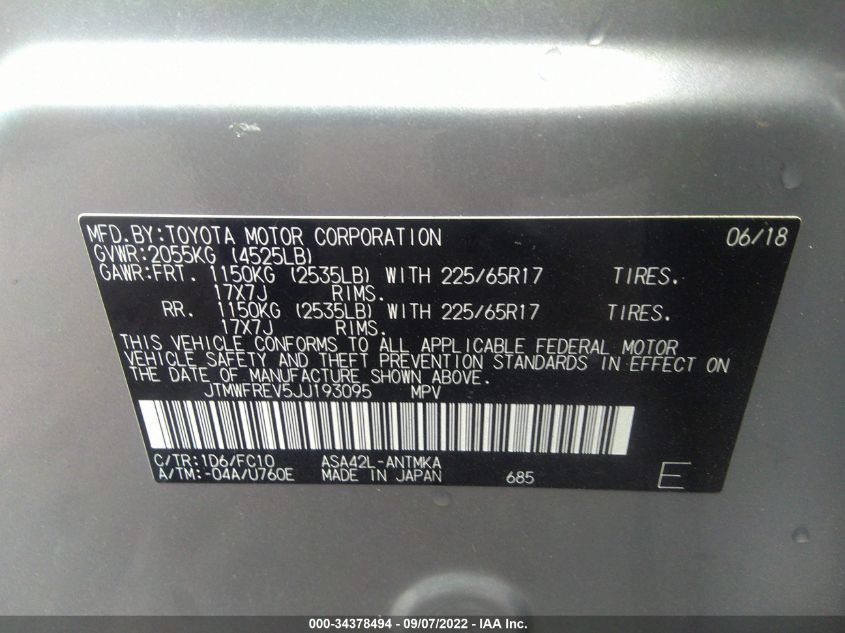 MFD.BY:TOYOTA MOTOR CORPORATION 06/18
GVWR:2055KG (4525LB)
GAWR:FRT. 1150KG (2535LB) WITH 225/65R17 TIRES.
17X7J RIMS.
RR. 1150KG (2535LB) WITH 225/65R17 TIRES.
17X7J RIMS.
THIS VEHICLE CONFORMS TO ALL APPLICABLE FEDERAL MOTOR
VEHICLE SAFETY AND THEFT PREVENTION STANDARDS IN EFFECT ON
THE DATE OF MANUFACTURE SHOWN ABOVE.
JTMWFREV5JJ193095 MPV
C/TR:1D6/FC10 ASA42L-ANTMKA
A/TM:-04A/U760E MADE IN JAPAN 685 E
000-34378494 - 09/07/2022 - IAA Inc.